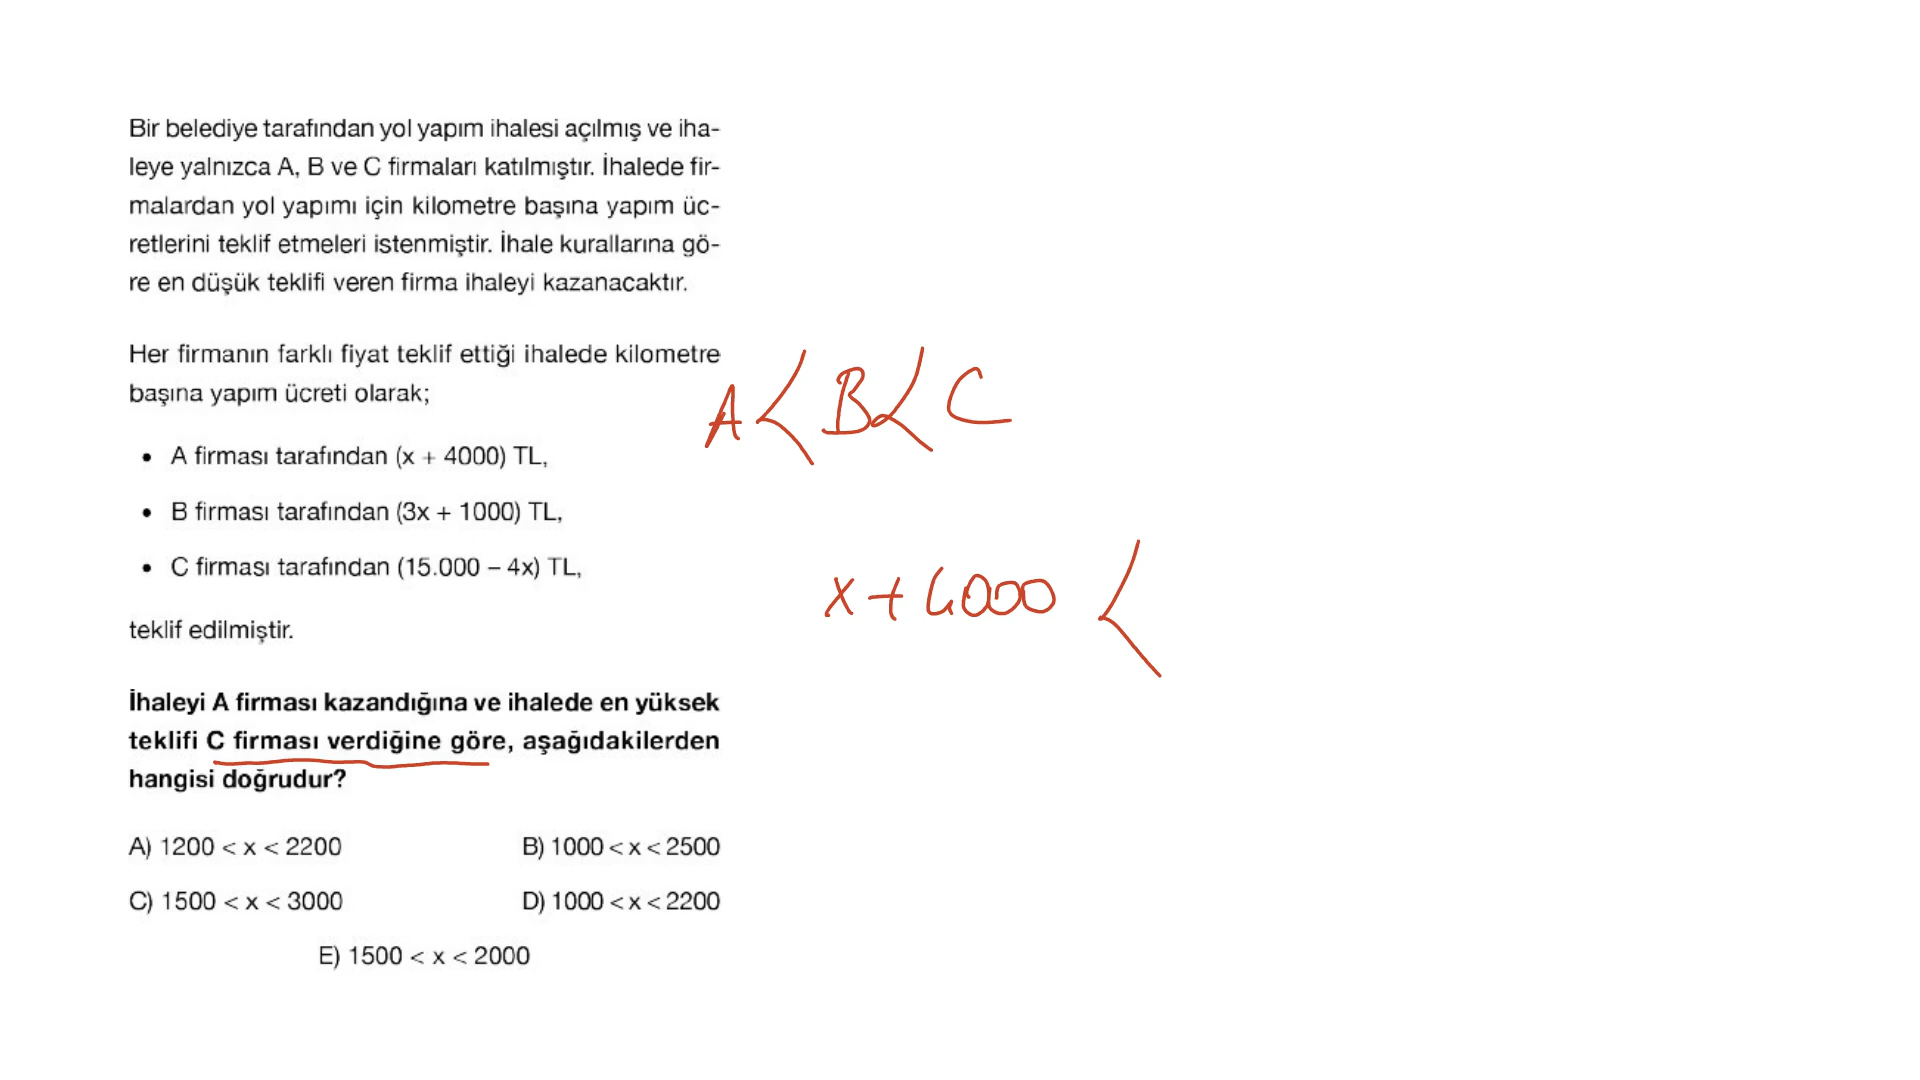 Bir belediye tarafından yol yapım ihalesi açılmış ve iha-
leye yalnızca A, B ve C firmaları katılmıştır. İhalede fir-
malardan yol yapımı için kilometre başına yapım üc-
retlerini teklif etmeleri istenmiştir. İhale kurallarına gö-
re en düşük teklifi veren firma ihaleyi kazanacaktır.
Her firmanın farklı fiyat teklif ettiği ihalede kilometre
başına yapım ücreti olarak;
A < B < C
• A firması tarafından (x + 4000) TL,
• B firması tarafından (3x + 1000) TL,
• C firması tarafından (15.000 – 4x) TL,
x + 4000 <
teklif edilmiştir.
İhaleyi A firması kazandığına ve ihalede en yüksek
teklifi C firması verdiğine göre, aşağıdakilerden
hangisi doğrudur?
A) 1200 < x < 2200 B) 1000 < x < 2500
C) 1500 < x < 3000 D) 1000 < x < 2200
E) 1500 < x < 2000